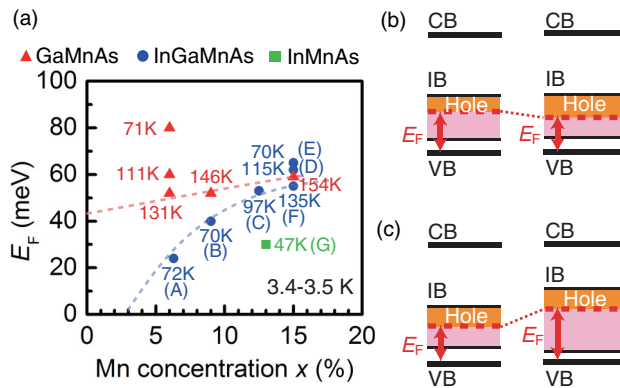 (a)
GaMnAs InGaMnAs InMnAs
100
80
60
40
20
0
E_F (meV)
71K
111K
131K
146K
70K (E)
115K (D)
154K
97K
(C)
135K
(F)
70K
(B)
72K
(A)
47K (G)
3.4-3.5 K
0 5 10 15 20
Mn concentration x (%)
(b)
CB CB
IB IB
Hole Hole
E_F E_F
VB VB
(c)
CB CB
IB IB
Hole Hole
E_F E_F
VB VB